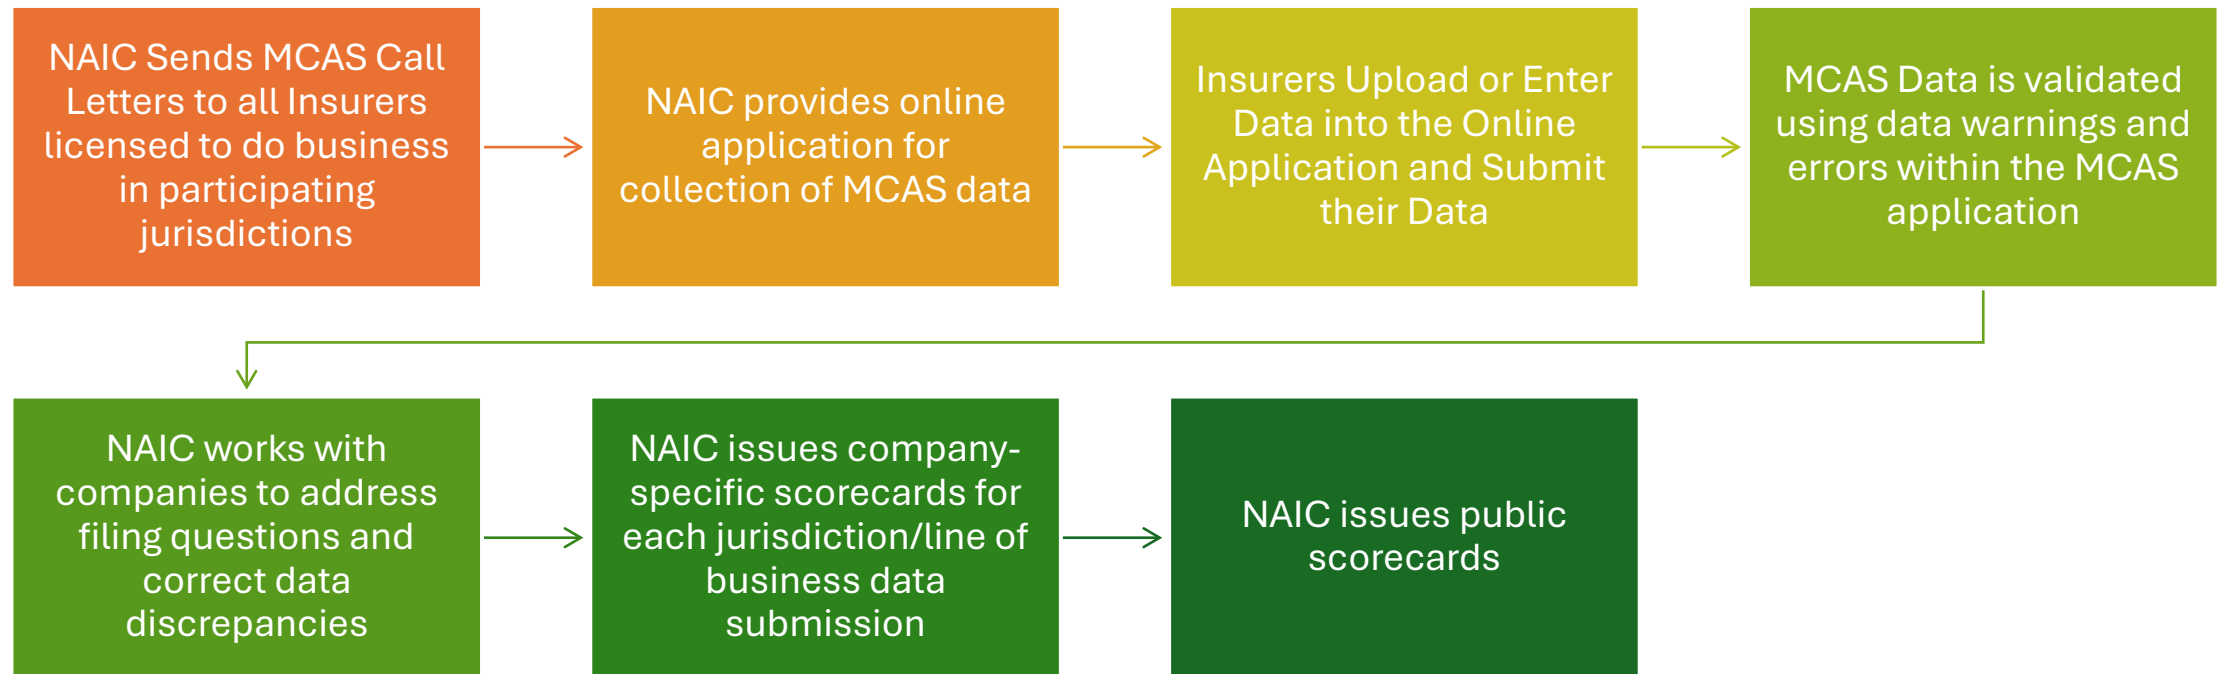 NAIC Sends MCAS Call
Letters to all Insurers
licensed to do business
in participating
jurisdictions
NAIC provides online
application for
collection of MCAS data
Insurers Upload or Enter
Data into the Online
Application and Submit
their Data
MCAS Data is validated
using data warnings and
errors within the MCAS
application
NAIC works with
companies to address
filing questions and
correct data
discrepancies
NAIC issues company-
specific scorecards for
each jurisdiction/line of
business data
submission
NAIC issues public
scorecards